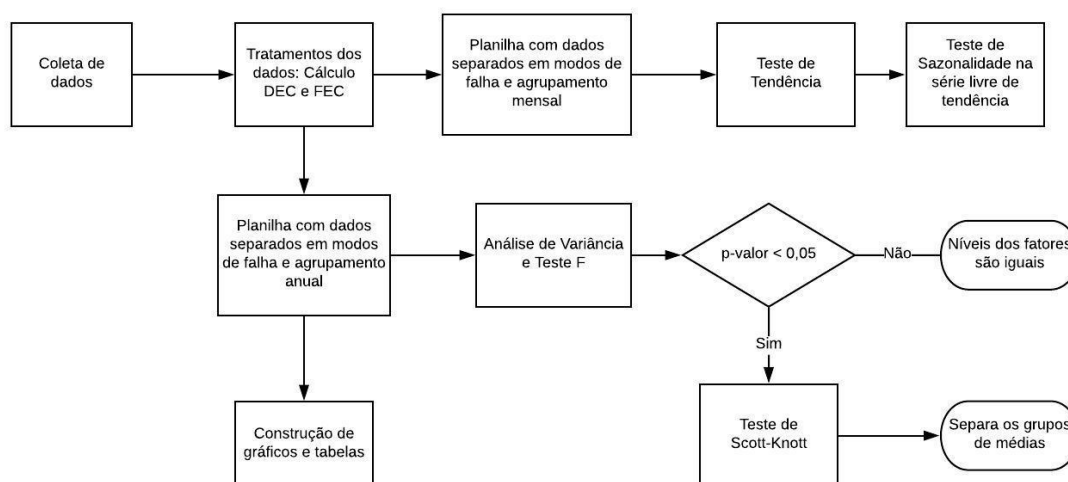 Coleta de
dados
Tratamentos dos
dados: Cálculo
DEC e FEC
Planilha com dados
separados em modos
de falha e agrupamento
mensal
Teste de
Tendência
Teste de
Sazonalidade na
série livre de
tendência
Planilha com dados
separados em modos
de falha e agrupamento
anual
Análise de Variância
e Teste F
p-valor < 0,05
Não
Níveis dos fatores
são iguais
Sim
Construção de
gráficos e tabelas
Teste de
Scott-Knott
Separa os grupos
de médias